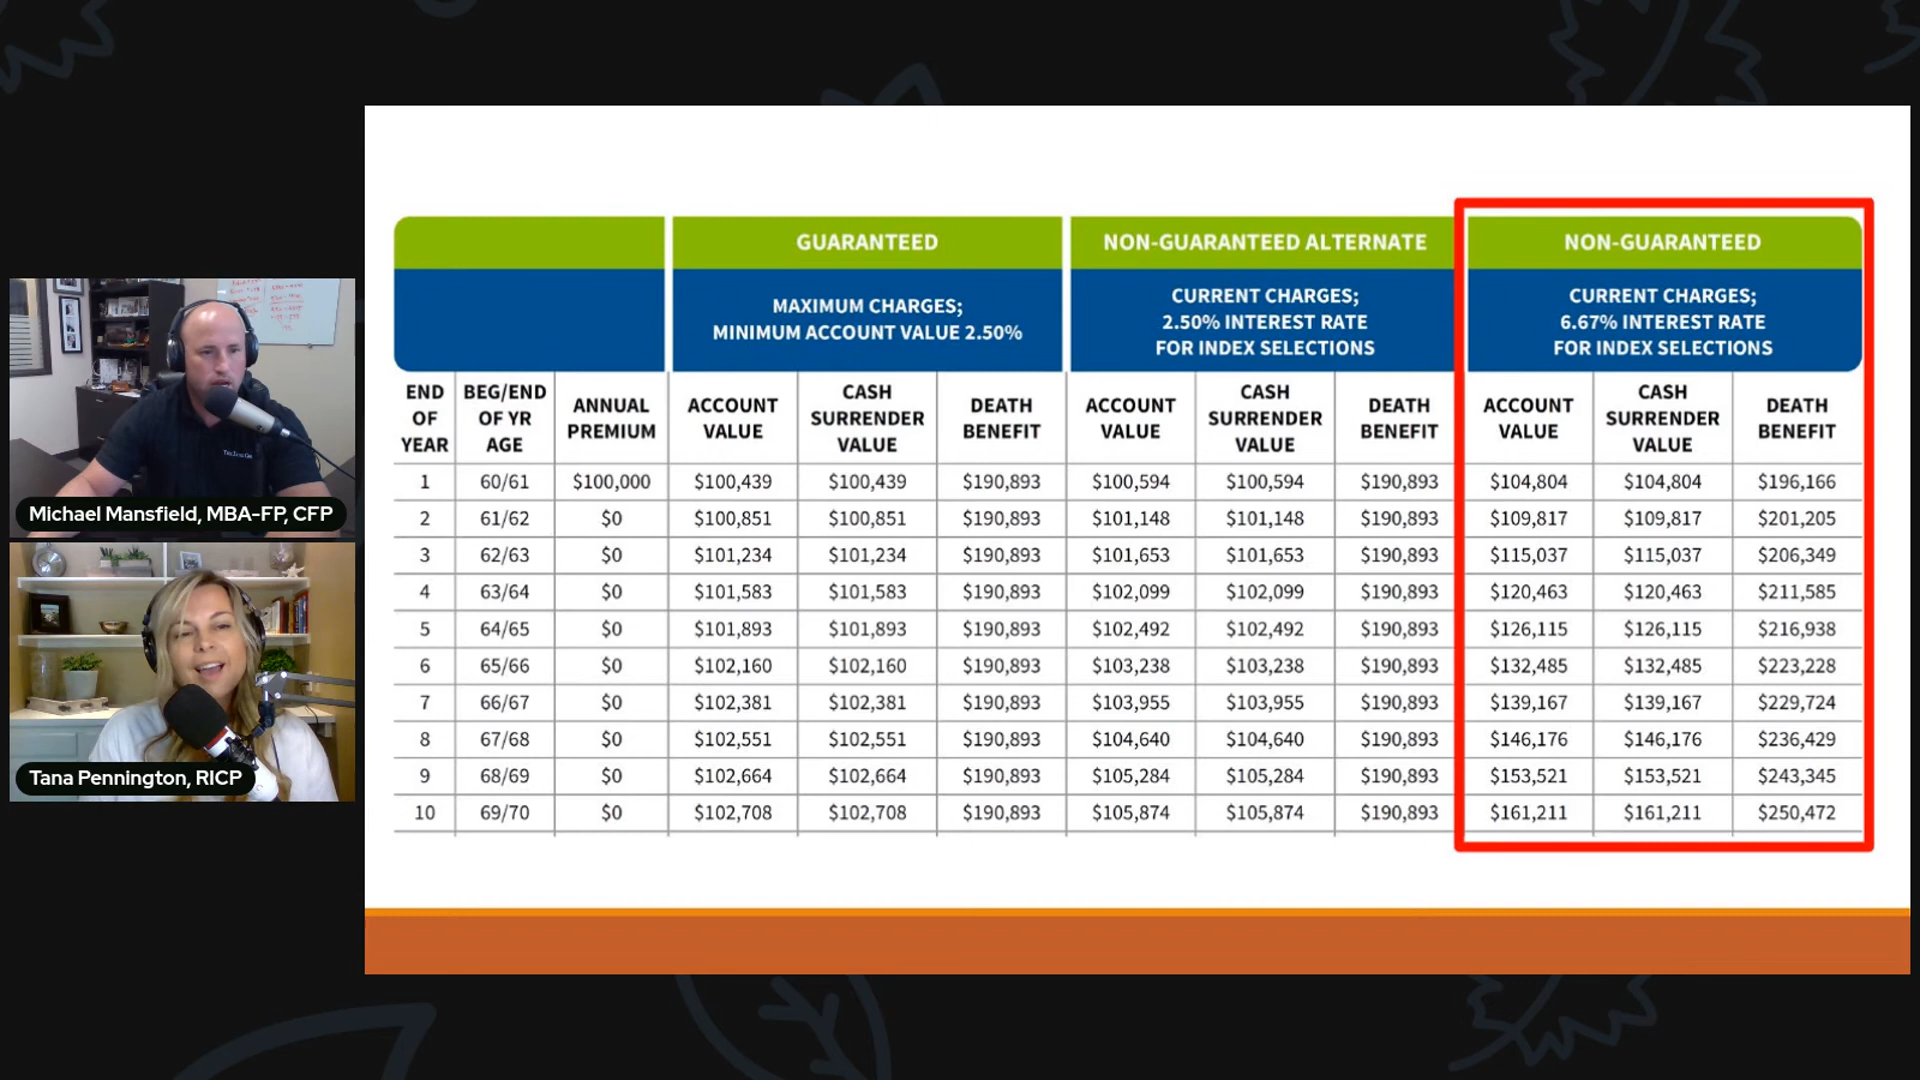 GUARANTEED
NON-GUARANTEED ALTERNATE
NON-GUARANTEED
MAXIMUM CHARGES;
MINIMUM ACCOUNT VALUE 2.50%
CURRENT CHARGES;
2.50% INTEREST RATE
FOR INDEX SELECTIONS
CURRENT CHARGES;
6.67% INTEREST RATE
FOR INDEX SELECTIONS
END
OF
YEAR
BEG/END
OF YR
AGE
ANNUAL
PREMIUM
ACCOUNT
VALUE
CASH
SURRENDER
VALUE
DEATH
BENEFIT
ACCOUNT
VALUE
CASH
SURRENDER
VALUE
DEATH
BENEFIT
ACCOUNT
VALUE
CASH
SURRENDER
VALUE
DEATH
BENEFIT
1 60/61 $100,000 $100,439 $100,439 $190,893 $100,594 $100,594 $190,893 $104,804 $104,804 $196,166
2 61/62 $0 $100,851 $100,851 $190,893 $101,148 $101,148 $190,893 $109,817 $109,817 $201,205
3 62/63 $0 $101,234 $101,234 $190,893 $101,653 $101,653 $190,893 $115,037 $115,037 $206,349
4 63/64 $0 $101,583 $101,583 $190,893 $102,099 $102,099 $190,893 $120,463 $120,463 $211,585
5 64/65 $0 $101,893 $101,893 $190,893 $102,492 $102,492 $190,893 $126,115 $126,115 $216,938
6 65/66 $0 $102,160 $102,160 $190,893 $103,238 $103,238 $190,893 $132,485 $132,485 $223,228
7 66/67 $0 $102,381 $102,381 $190,893 $103,955 $103,955 $190,893 $139,167 $139,167 $229,724
8 67/68 $0 $102,551 $102,551 $190,893 $104,640 $104,640 $190,893 $146,176 $146,176 $236,429
9 68/69 $0 $102,664 $102,664 $190,893 $105,284 $105,284 $190,893 $153,521 $153,521 $243,345
10 69/70 $0 $102,708 $102,708 $190,893 $105,874 $105,874 $190,893 $161,211 $161,211 $250,472
Michael Mansfield, MBA-FP, CFP
Tana Pennington, RICP